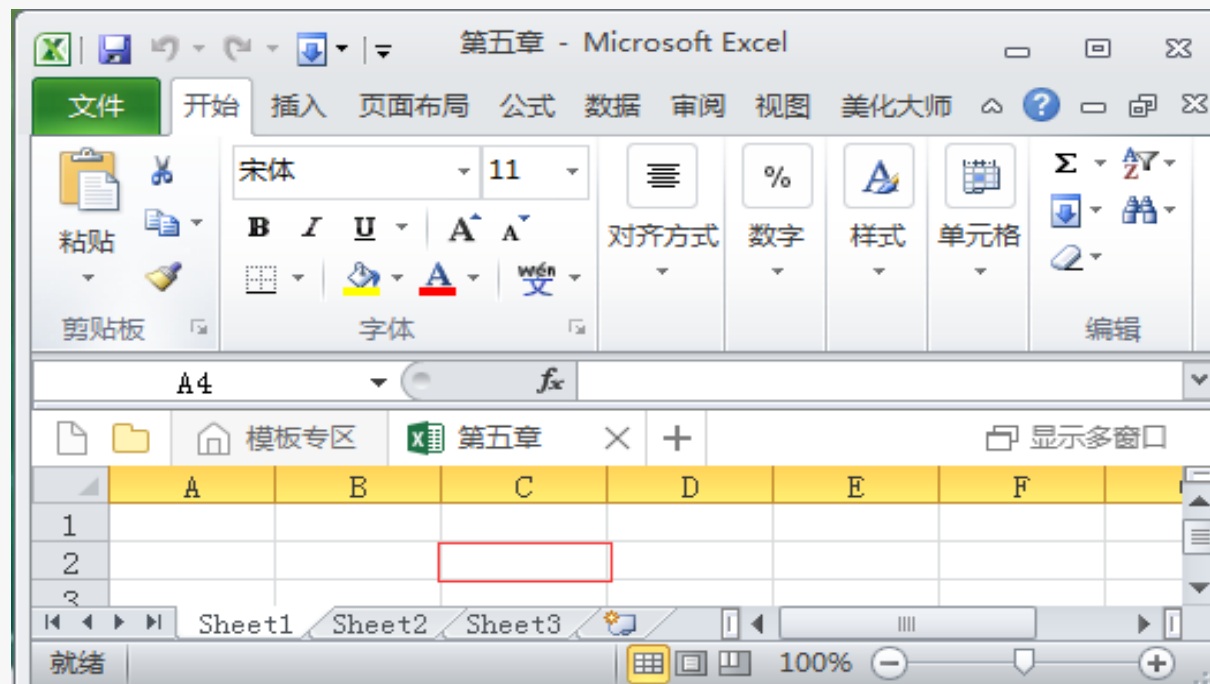 第五章 - Microsoft Excel
文件 开始 插入 页面布局 公式 数据 审阅 视图 美化大师
宋体 11 % Σ
粘贴 B I U A A 对齐方式 数字 样式 单元格
A wén 文
剪贴板 字体 编辑
A4 fx
模板专区 第五章 显示多窗口
A B C D E F
1
2
3
Sheet1 Sheet2 Sheet3
就绪 100%